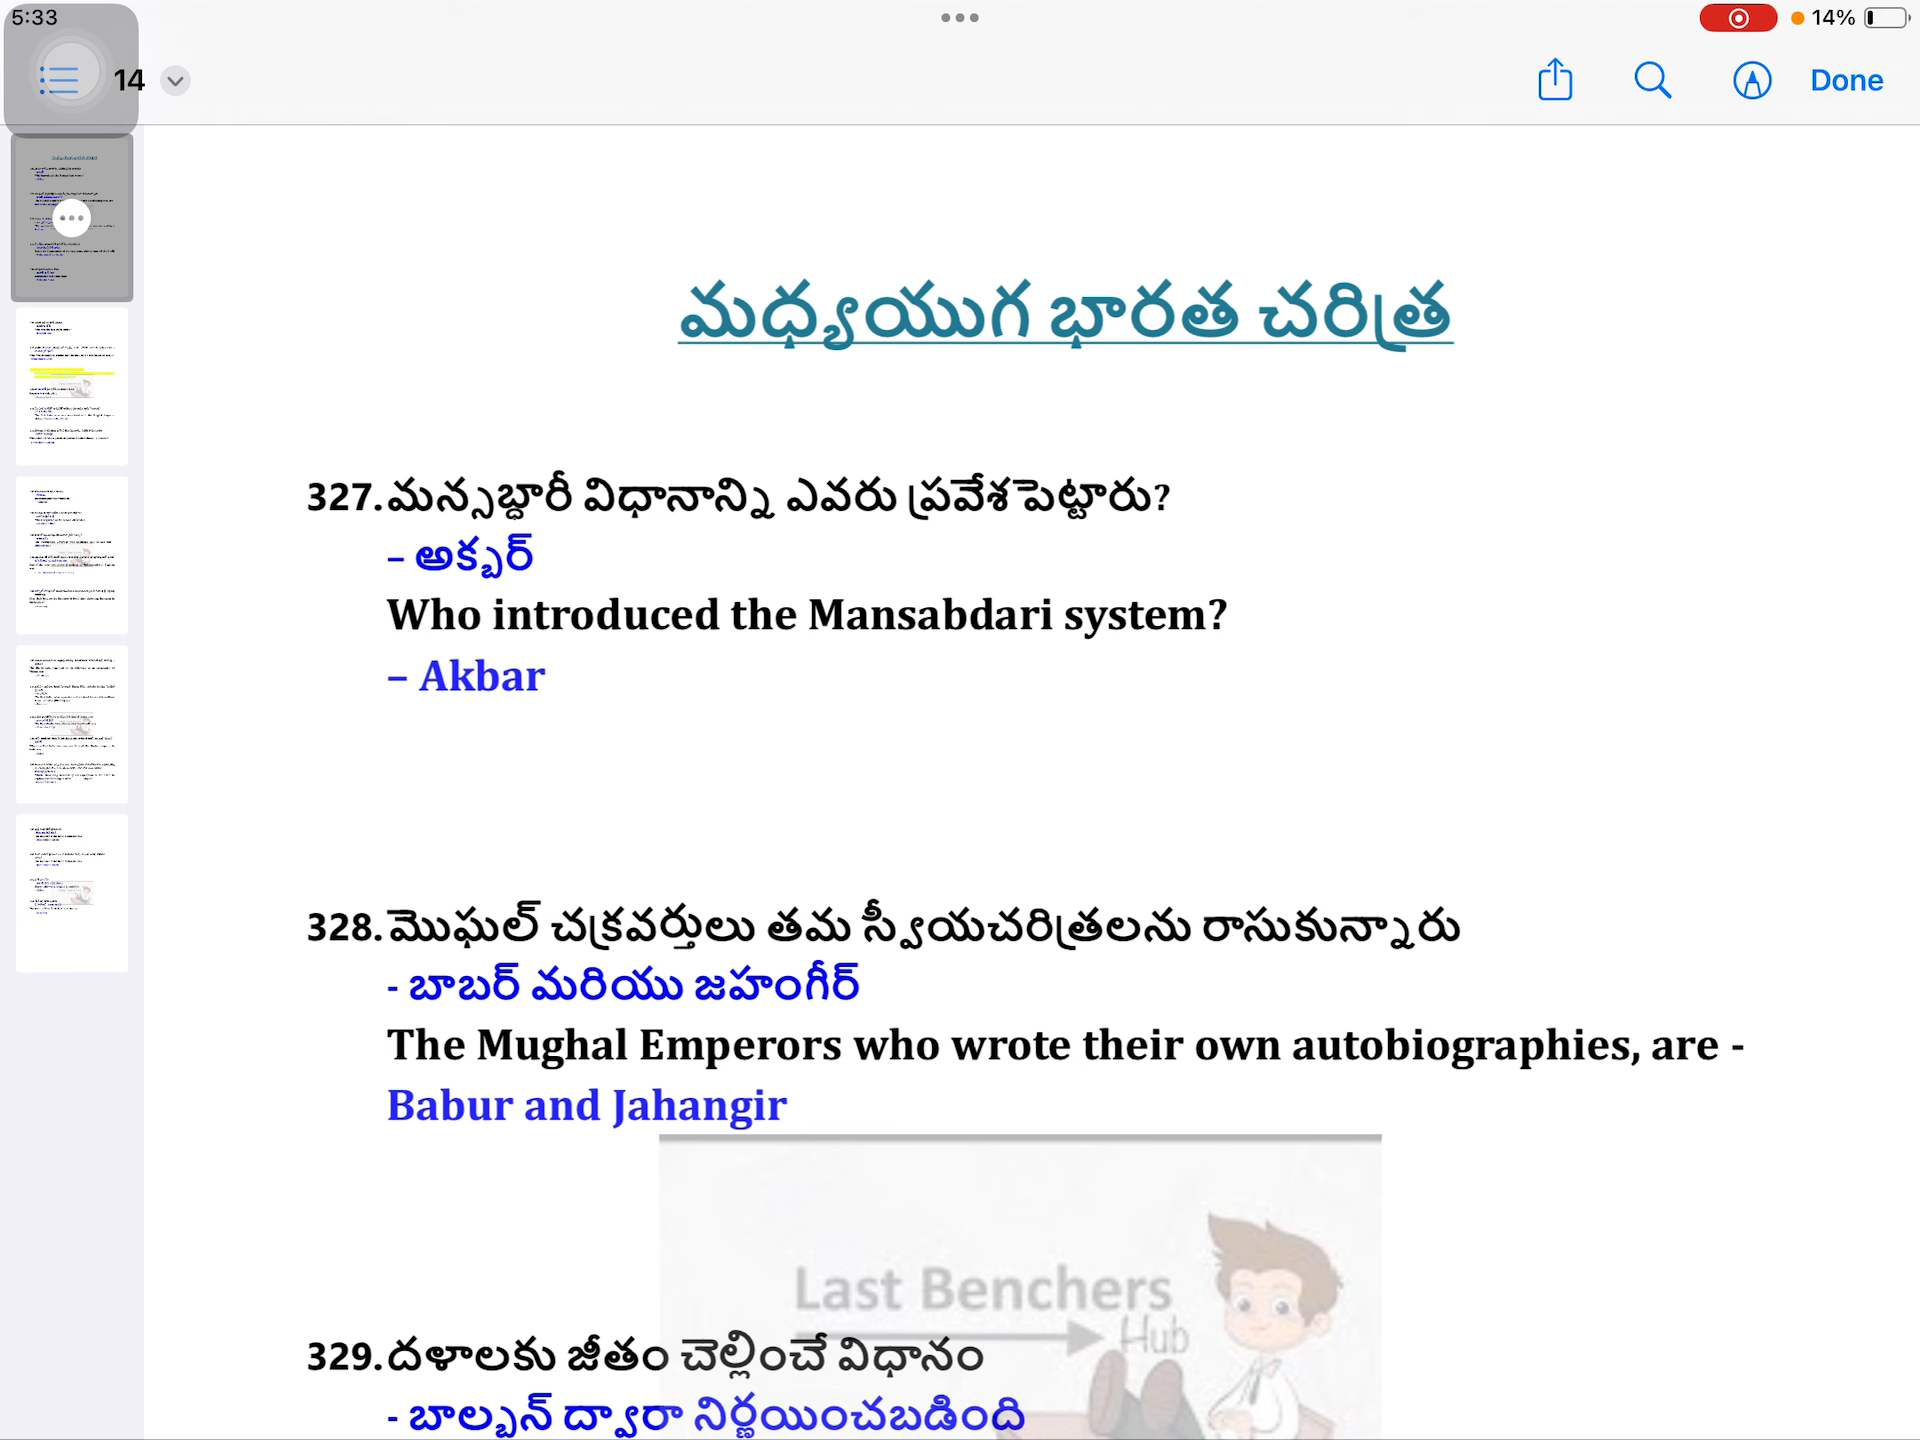 5:33
14%
14
Done
మధ్యయుగ భారత చరిత్ర
327. మన్సబ్దారీ విధానాన్ని ఎవరు ప్రవేశపెట్టారు?
– అక్బర్
Who introduced the Mansabdari system?
– Akbar
328. మొఘల్ చక్రవర్తులు తమ స్వీయచరిత్రలను రాసుకున్నారు
- బాబర్ మరియు జహంగీర్
The Mughal Emperors who wrote their own autobiographies, are -
Babur and Jahangir
Last Benchers
Hub
329. దళాలకు జీతం చెల్లించే విధానం
- బాల్బన్ ద్వారా నిర్ణయించబడింది